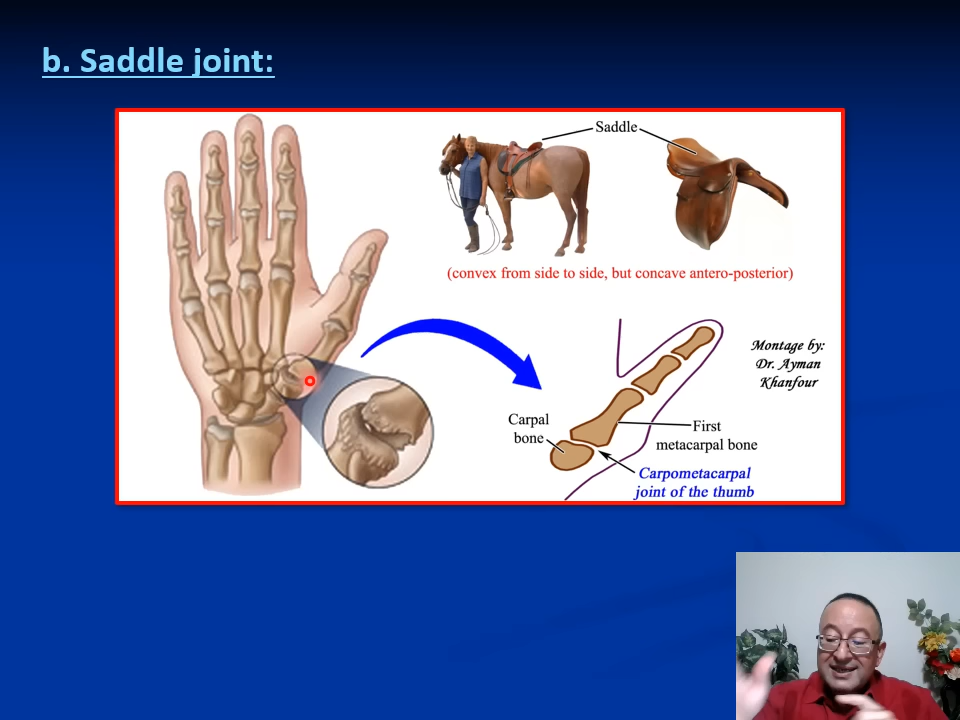 b. Saddle joint:
Saddle
(convex from side to side, but concave antero-posterior)
Montage by:
Dr. Ayman
Khanfour
Carpal
bone
First
metacarpal bone
Carpometacarpal
joint of the thumb